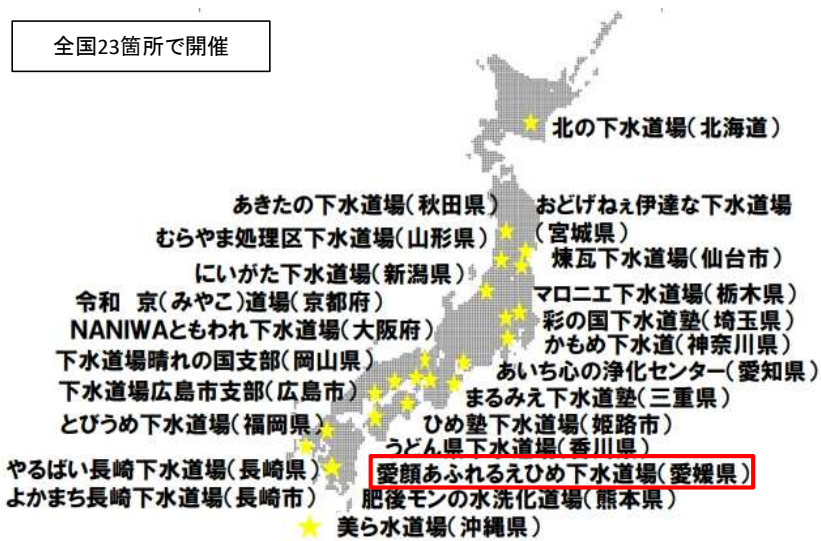 全国23箇所で開催
北の下水道場(北海道)
あきたの下水道場(秋田県)
おどげねぇ伊達な下水道場
(宮城県)
むらやま処理区下水道場(山形県)
煉瓦下水道場(仙台市)
にいがた下水道場(新潟県)
マロニエ下水道場(栃木県)
令和 京(みやこ)道場(京都府)
彩の国下水道塾(埼玉県)
NANIWAともわれ下水道場(大阪府)
かもめ下水道(神奈川県)
下水道場晴れの国支部(岡山県)
あいち心の浄化センター(愛知県)
下水道場広島市支部(広島市)
まるみえ下水道塾(三重県)
とびうめ下水道場(福岡県)
ひめ塾下水道場(姫路市)
うどん県下水道場(香川県)
やるばい長崎下水道場(長崎県)
愛顔あふれるえひめ下水道場(愛媛県)
よかまち長崎下水道場(長崎市)
肥後モンの水洗化道場(熊本県)
美ら水道場(沖縄県)